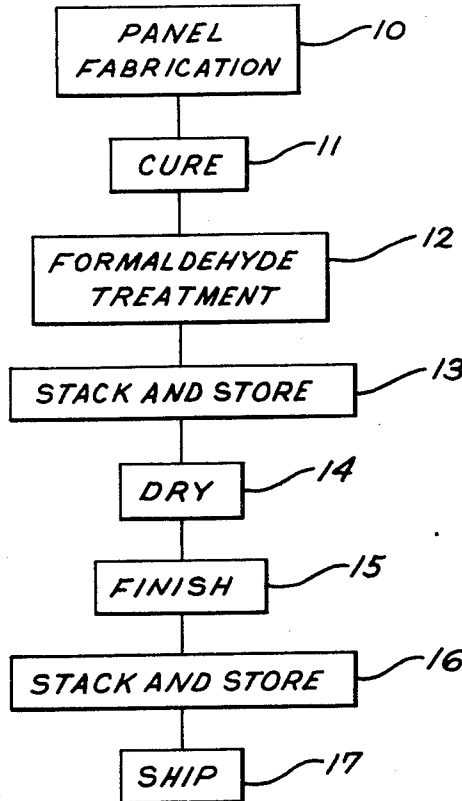 PANEL
FABRICATION
10
CURE
11
FORMALDEHYDE
TREATMENT
12
STACK AND STORE
13
DRY
14
FINISH
15
STACK AND STORE
16
SHIP
17